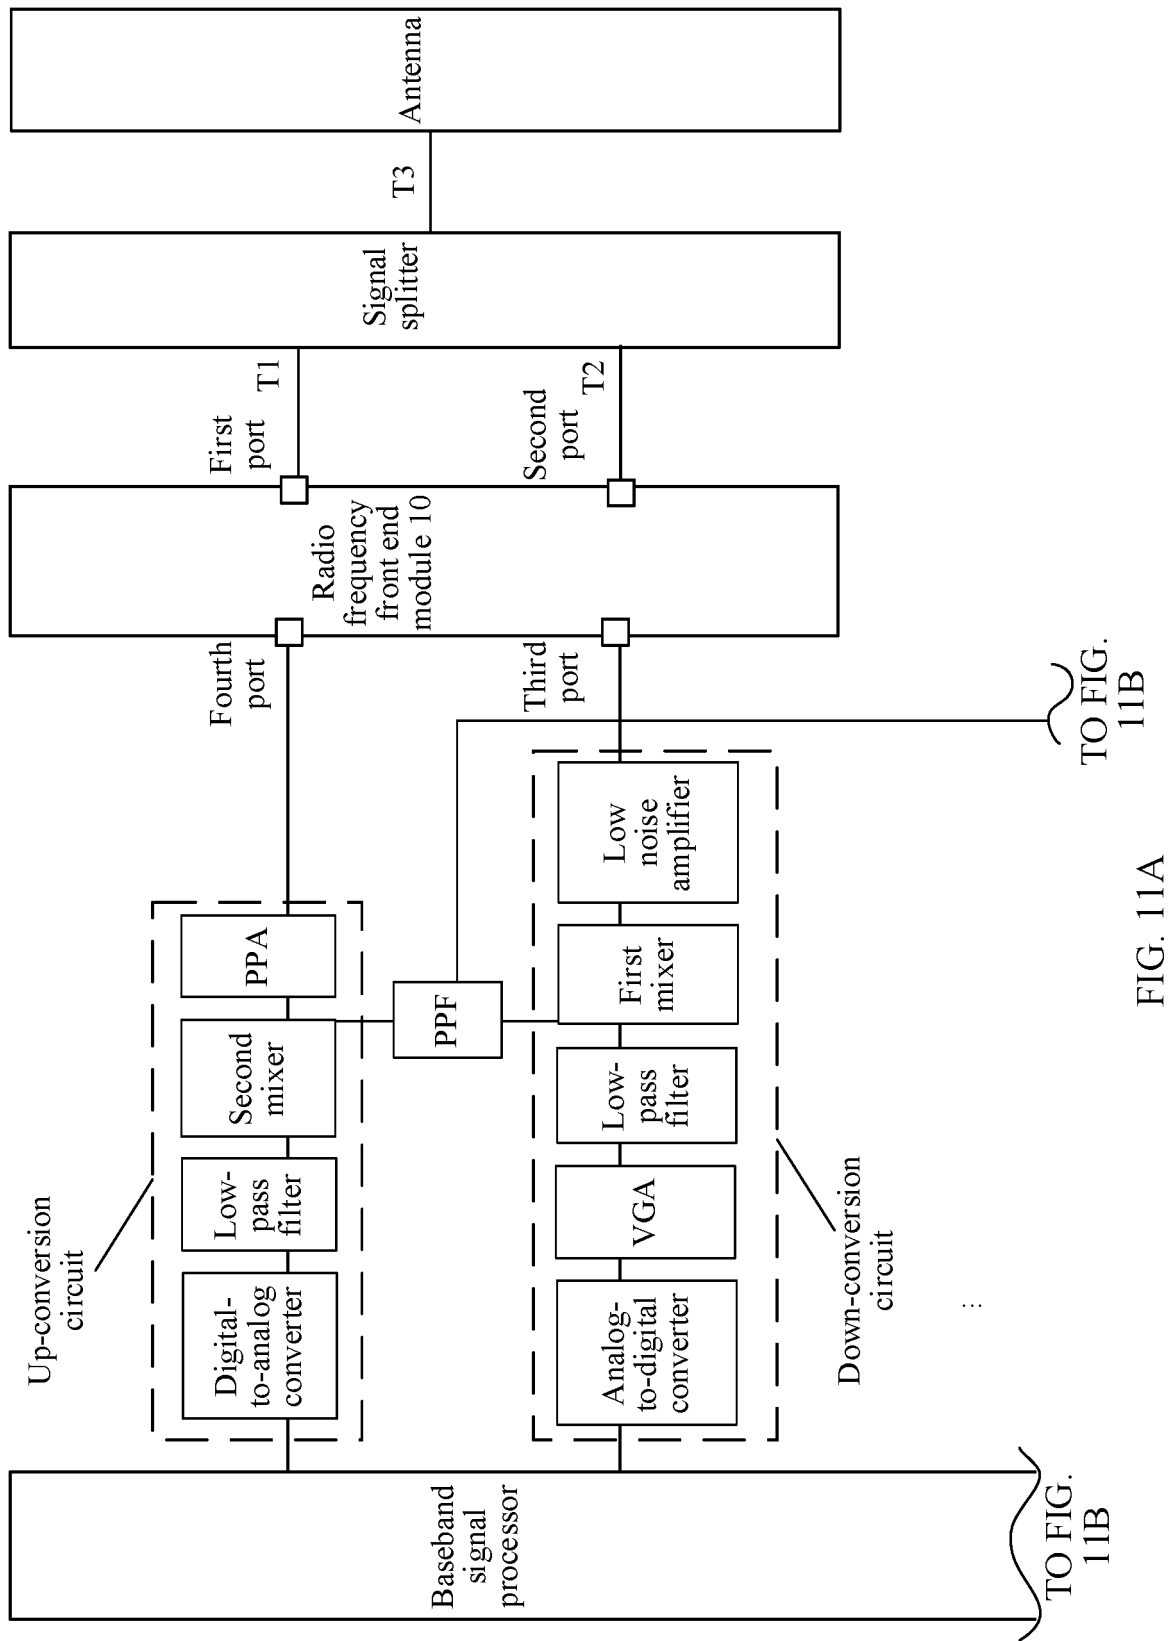 Up-conversion
circuit
Baseband
signal
processor
Digital-
to-analog
converter
Low-
pass
filter
Second
mixer
PPA
Fourth
port
Radio
frequency
front end
module 10
First
port
T1
Signal
splitter
T3
Antenna
PPF
Analog-
to-digital
converter
VGA
Low-
pass
filter
First
mixer
Low
noise
amplifier
Third
port
Second
port
T2
Down-conversion
circuit
...
TO FIG.
11B
TO FIG.
11B
FIG. 11A